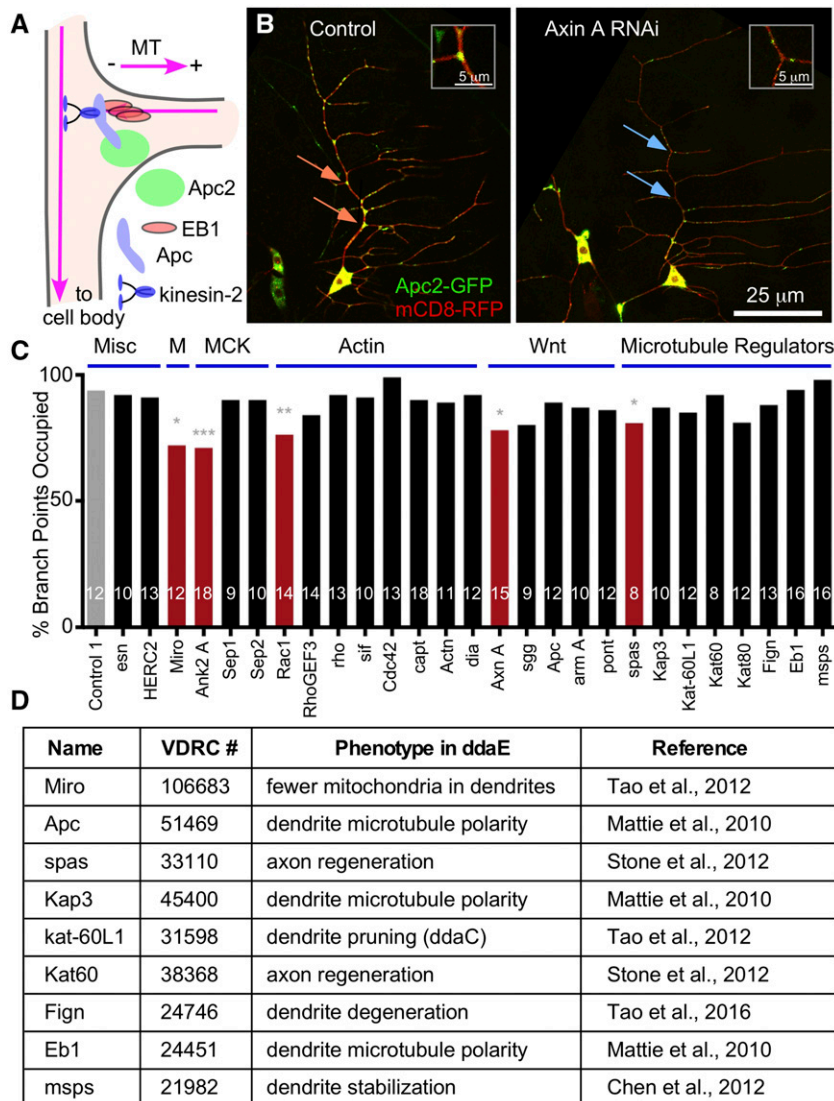 A
MT
- +
Apc2
EB1
Apc
kinesin-2
to
cell body
B
Control
5 µm
Apc2-GFP
mCD8-RFP
Axin A RNAi
5 µm
25 µm
C
Misc M MCK Actin Wnt Microtubule Regulators
% Branch Points Occupied
100
50
0
* *** ** * *
12 10 13 12 18 9 10 14 14 13 10 13 18 11 12 15 9 12 10 12 8 10 12 8 12 13 16 16
Control 1
esn
HERC2
Miro
Ank2 A
Sep1
Sep2
Rac1
RhoGEF3
rho
sif
Cdc42
capt
Actn
dia
Axn A
sgg
Apc
arm A
pont
spas
Kap3
Kat-60L1
Kat60
Kat80
Fign
Eb1
msps
D
Name VDRC # Phenotype in ddaE Reference
Miro 106683 fewer mitochondria in dendrites Tao et al., 2012
Apc 51469 dendrite microtubule polarity Mattie et al., 2010
spas 33110 axon regeneration Stone et al., 2012
Kap3 45400 dendrite microtubule polarity Mattie et al., 2010
kat-60L1 31598 dendrite pruning (ddaC) Tao et al., 2012
Kat60 38368 axon regeneration Stone et al., 2012
Fign 24746 dendrite degeneration Tao et al., 2016
Eb1 24451 dendrite microtubule polarity Mattie et al., 2010
msps 21982 dendrite stabilization Chen et al., 2012